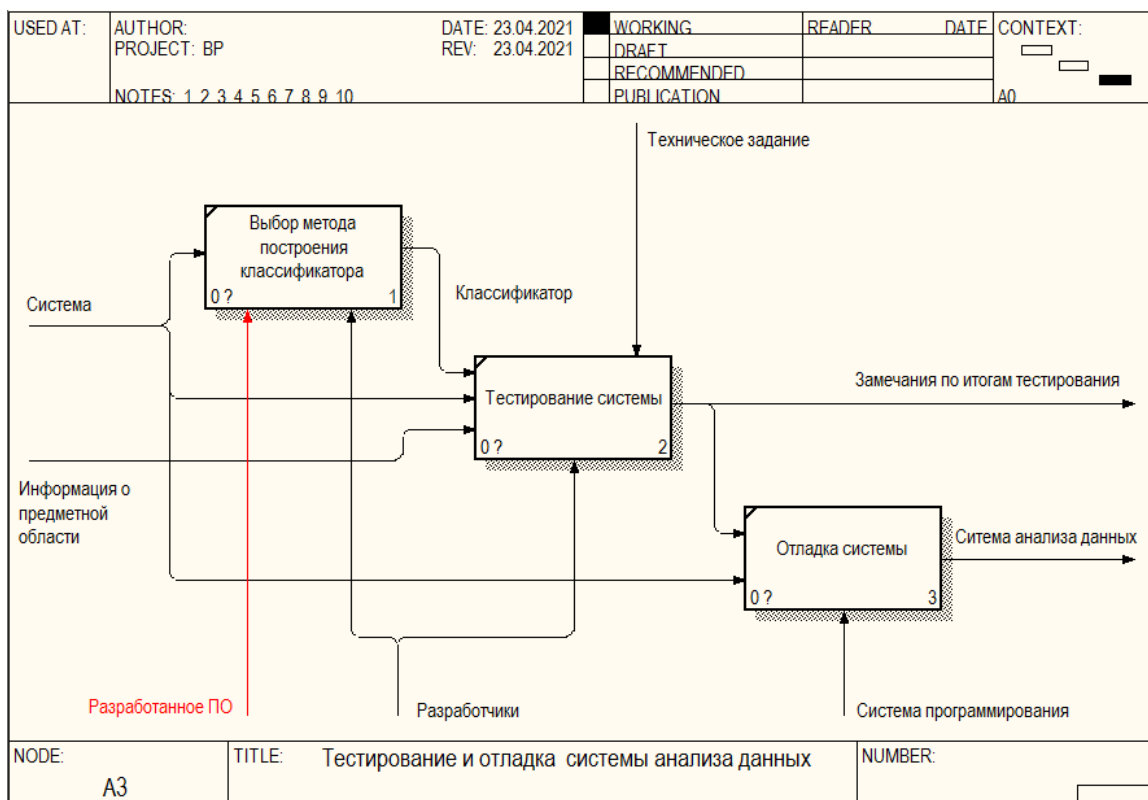 USED AT:
AUTHOR:
DATE: 23.04.2021
PROJECT: BP
REV: 23.04.2021
NOTES: 1 2 3 4 5 6 7 8 9 10
WORKING
DRAFT
RECOMMENDED
PUBLICATION
READER
DATE
CONTEXT:
A0
Техническое задание
Выбор метода
построения
классификатора
0 ?
1
Система
Классификатор
Тестирование системы
0 ?
2
Замечания по итогам тестирования
Информация о
предметной
области
Отладка системы
0 ?
3
Ситема анализа данных
Разработанное ПО
Разработчики
Система программирования
NODE:
A3
TITLE:
Тестирование и отладка системы анализа данных
NUMBER: